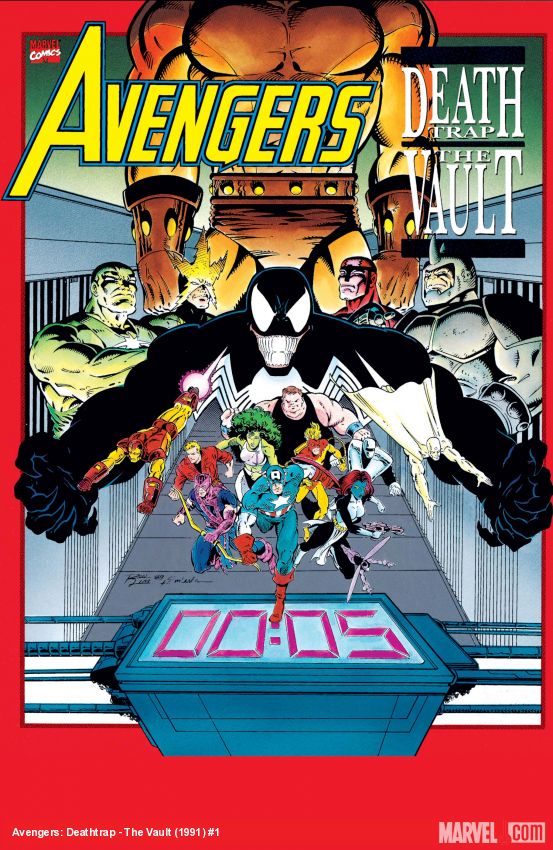 MARVEL
COMICS
AVENGERS
DEATH
TRAP
THE
VAULT
00:05
Avengers: Deathtrap - The Vault (1991) #1
MARVEL .com